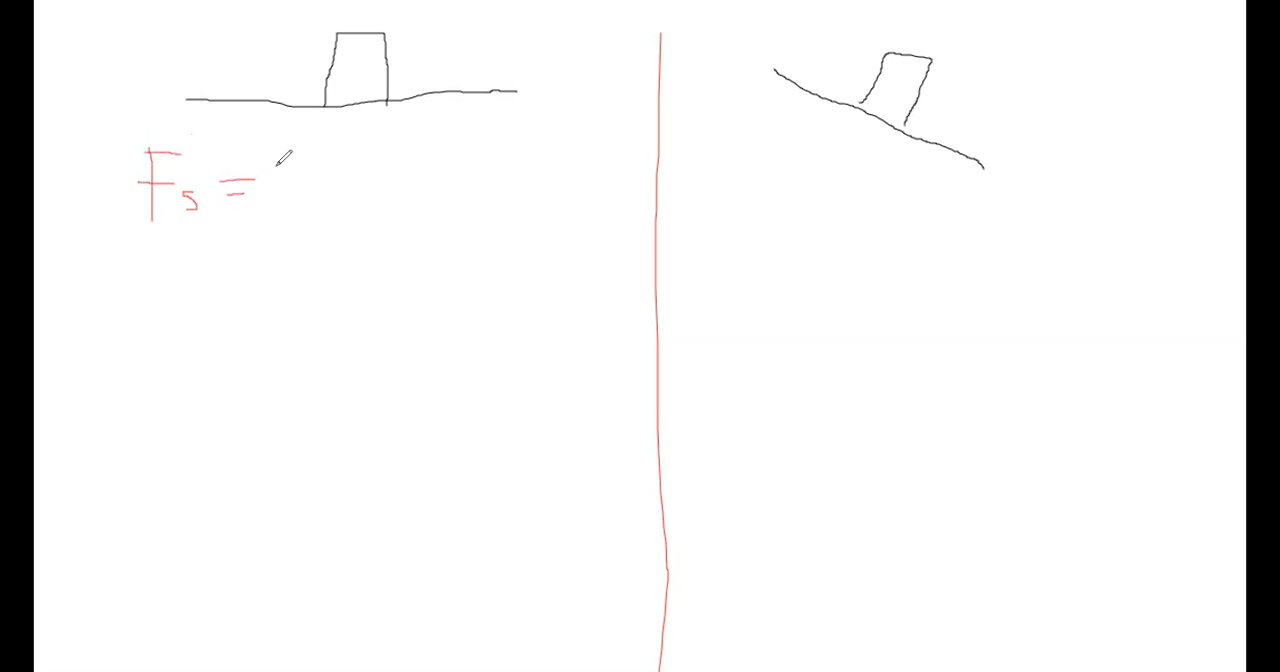 Fs =